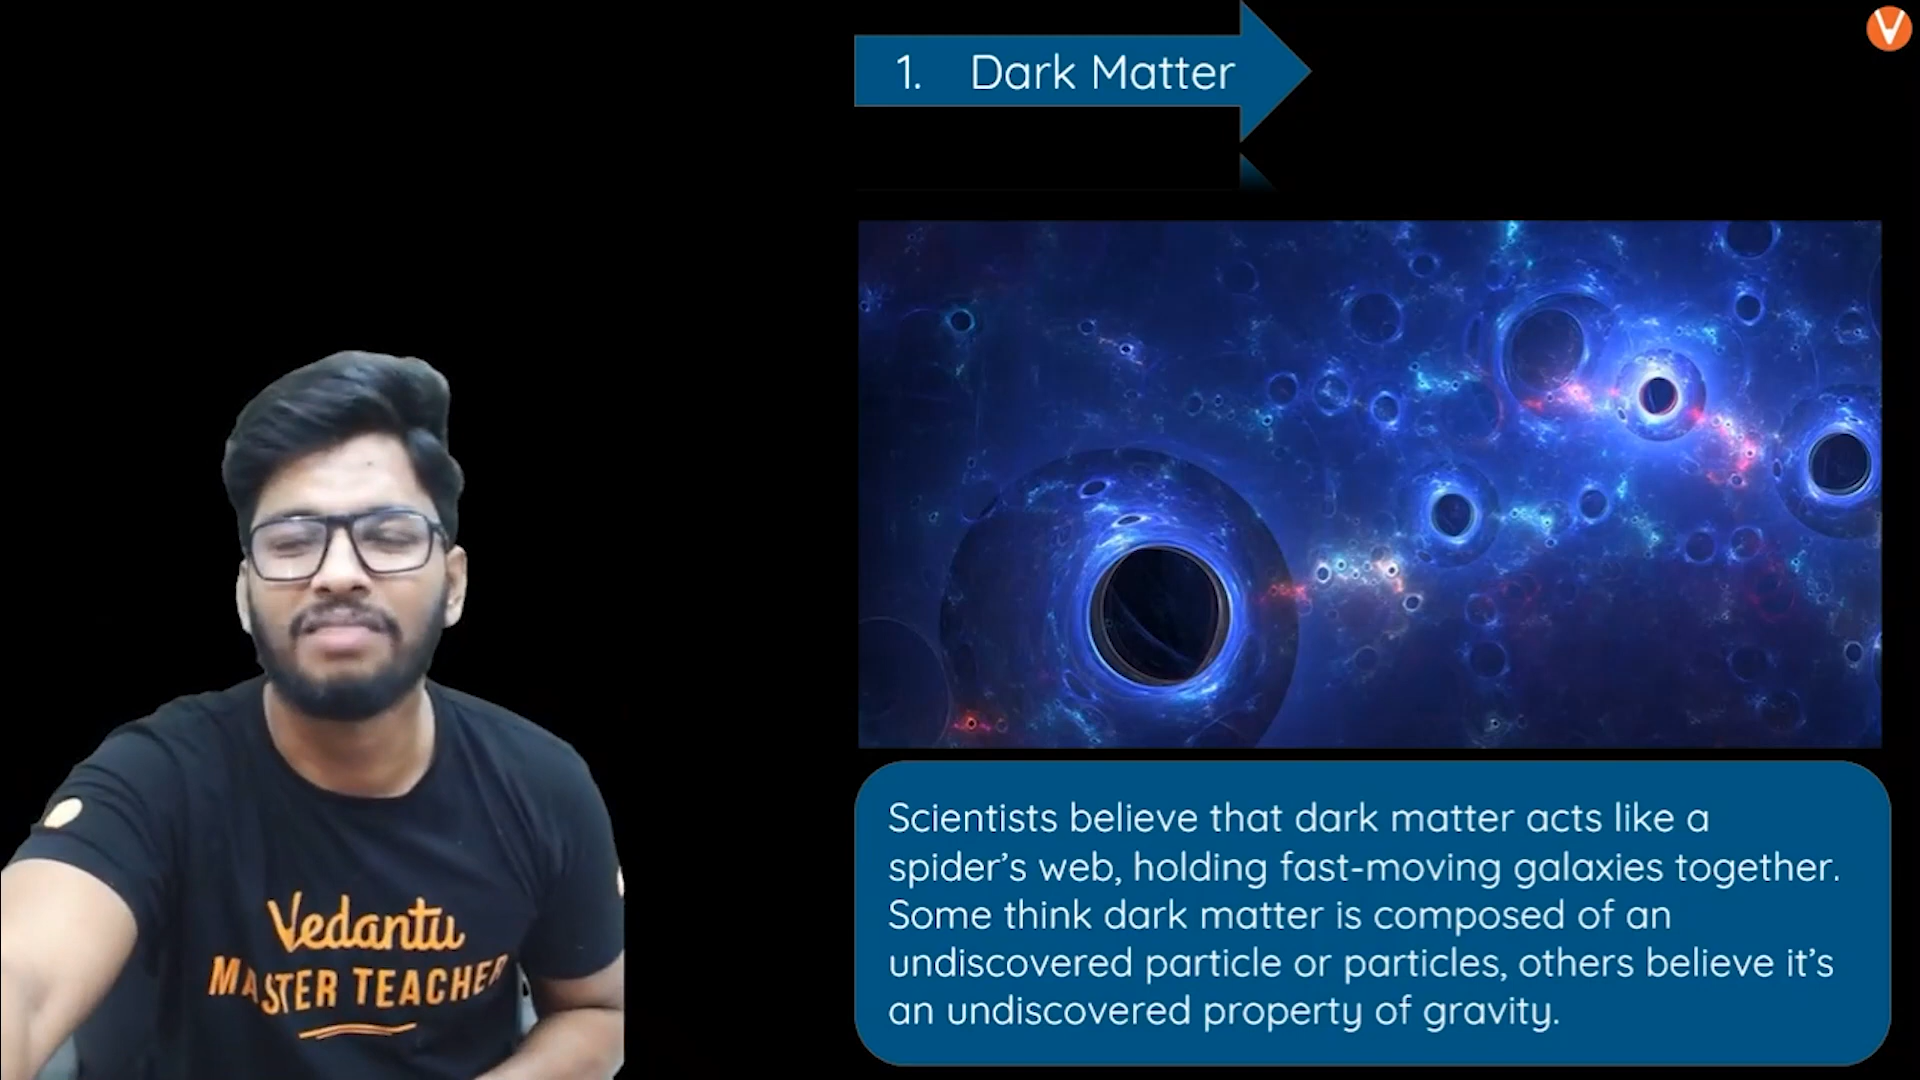 1. Dark Matter
Scientists believe that dark matter acts like a
spider’s web, holding fast-moving galaxies together.
Some think dark matter is composed of an
undiscovered particle or particles, others believe it’s
an undiscovered property of gravity.
Vedantu
MASTER TEACHER